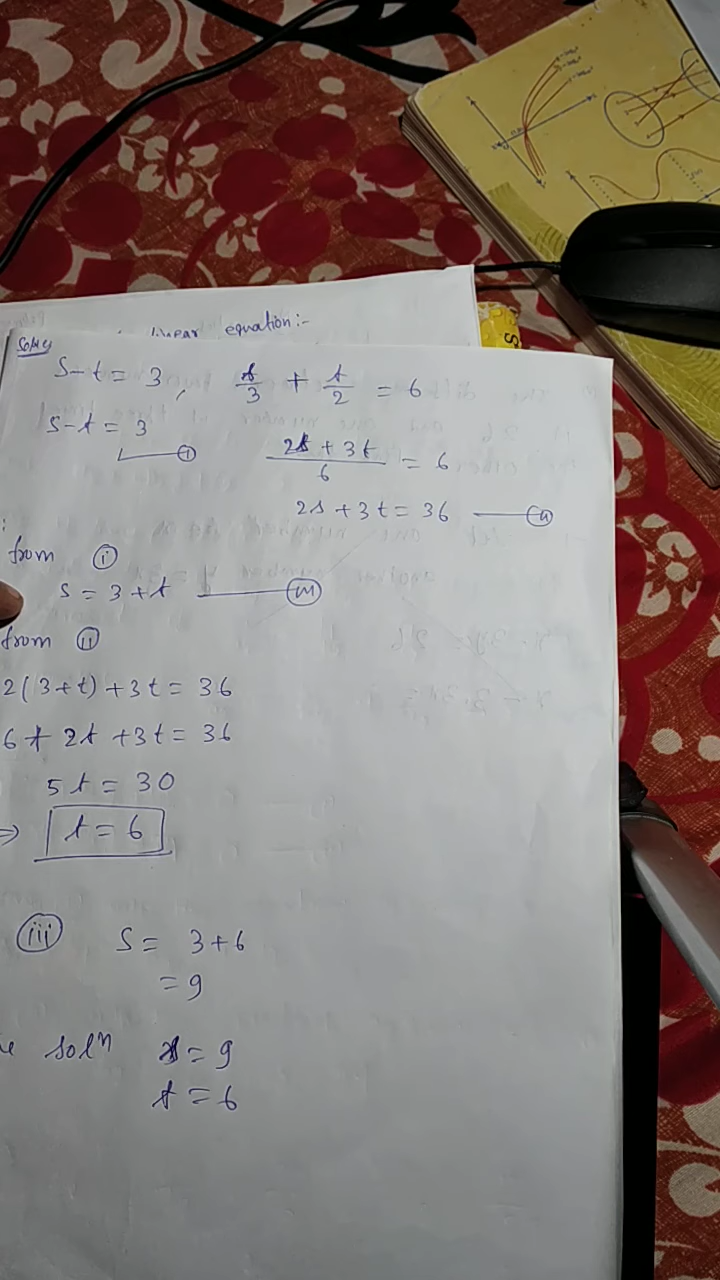 linear equation:-
Solve
s-t = 3, s/3 + t/2 = 6
s-t = 3 —— (i)
(2s + 3t)/6 = 6
2s + 3t = 36 —— (ii)
from (i)
s = 3 + t —— (iii)
from (ii)
2(3+t) + 3t = 36
6 + 2t + 3t = 36
5t = 30
⇒ t = 6
(iii) s = 3+6
= 9
solⁿ s = 9
t = 6